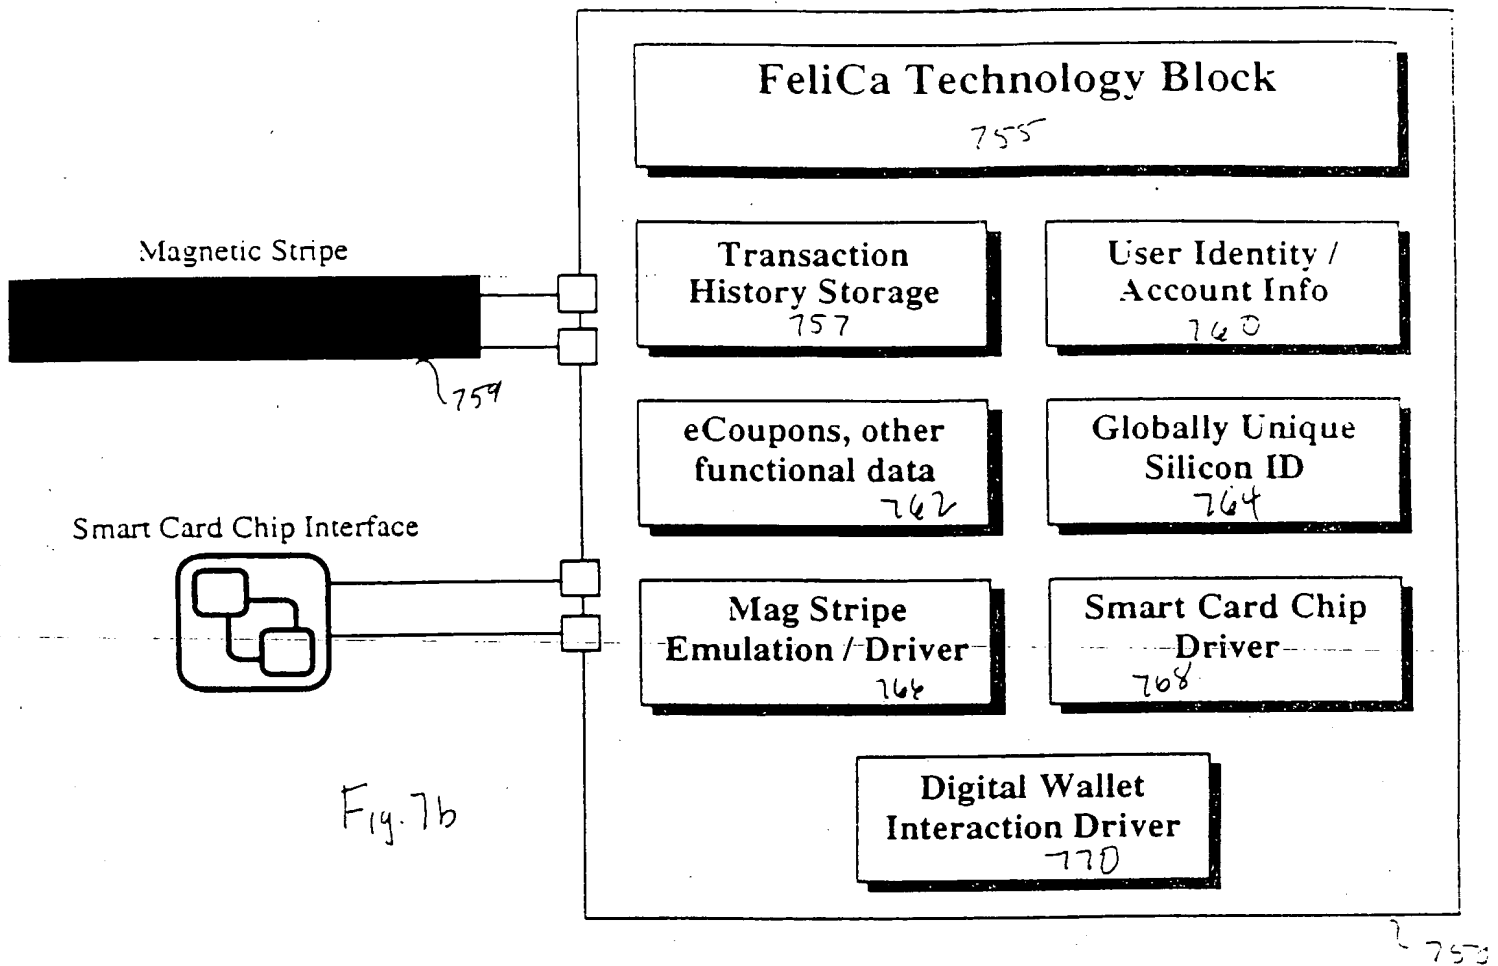 FeliCa Technology Block
755
Magnetic Stripe
759
Transaction
History Storage
757
User Identity /
Account Info
760
eCoupons, other
functional data
762
Globally Unique
Silicon ID
764
Smart Card Chip Interface
Mag Stripe
Emulation / Driver
766
Smart Card Chip
Driver
768
Digital Wallet
Interaction Driver
770
Fig. 7b
750